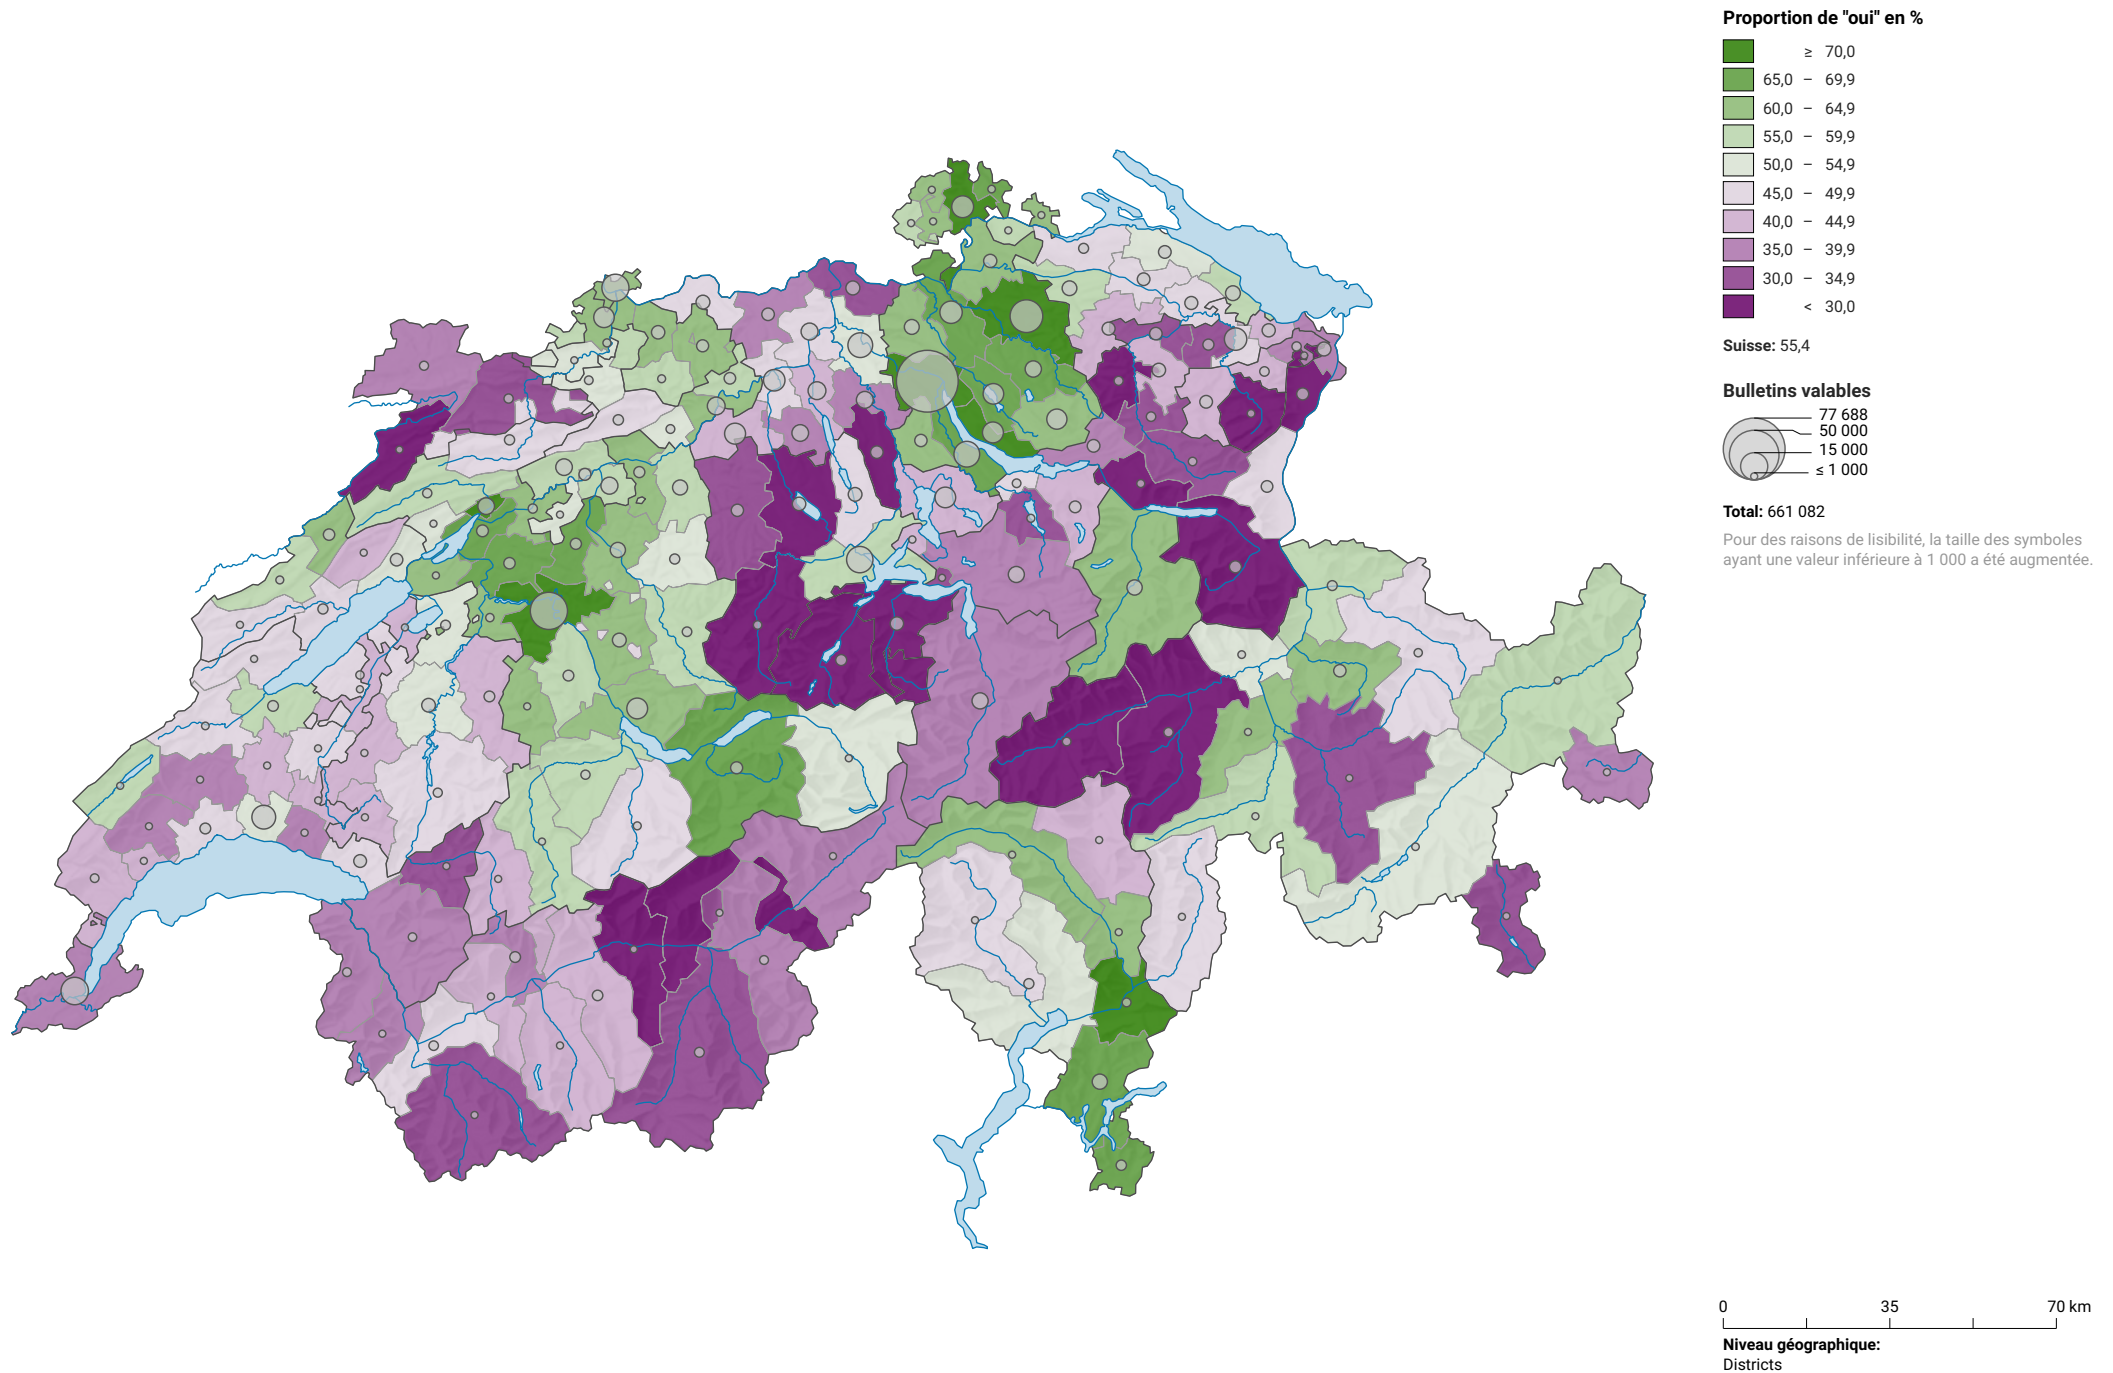 Proportion de "oui" en %
≥ 70,0
65,0 – 69,9
60,0 – 64,9
55,0 – 59,9
50,0 – 54,9
45,0 – 49,9
40,0 – 44,9
35,0 – 39,9
30,0 – 34,9
< 30,0
Suisse: 55,4
Bulletins valables
77 688
50 000
15 000
≤ 1 000
Total: 661 082
Pour des raisons de lisibilité, la taille des symboles
ayant une valeur inférieure à 1 000 a été augmentée.
0 35 70 km
Niveau géographique:
Districts